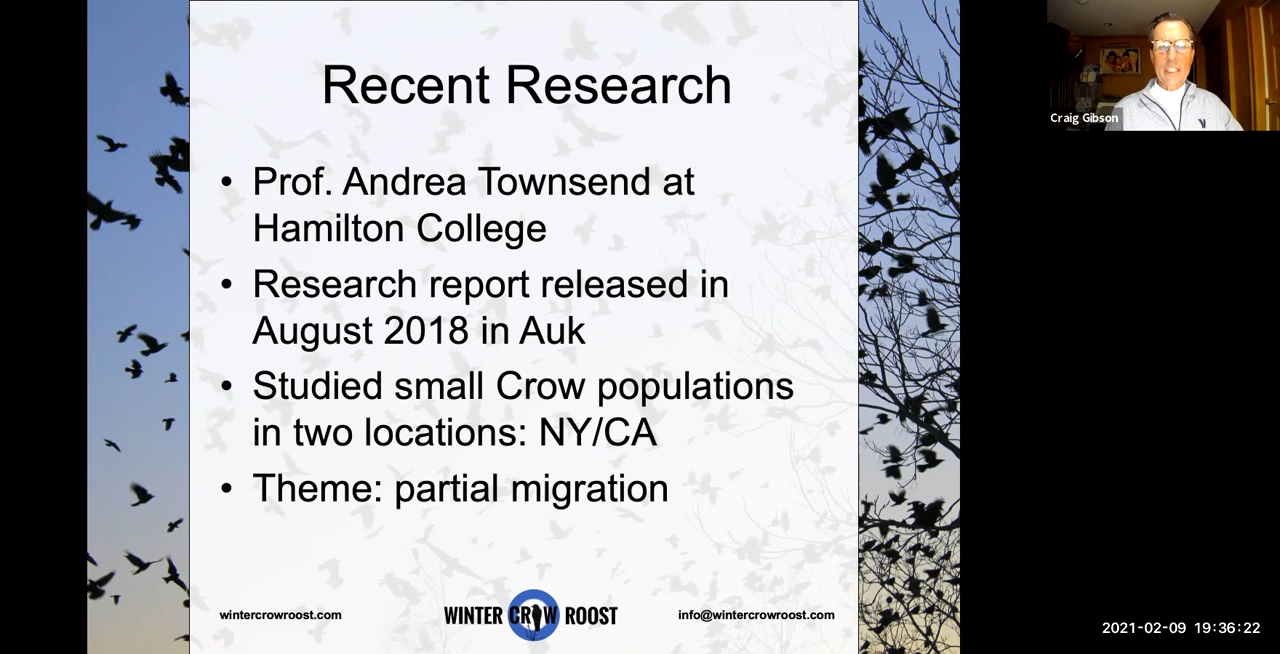 Recent Research
• Prof. Andrea Townsend at
Hamilton College
• Research report released in
August 2018 in Auk
• Studied small Crow populations
in two locations: NY/CA
• Theme: partial migration
wintercrowroost.com
WINTER CROW ROOST
info@wintercrowroost.com
Craig Gibson
2021-02-09 19:36:22